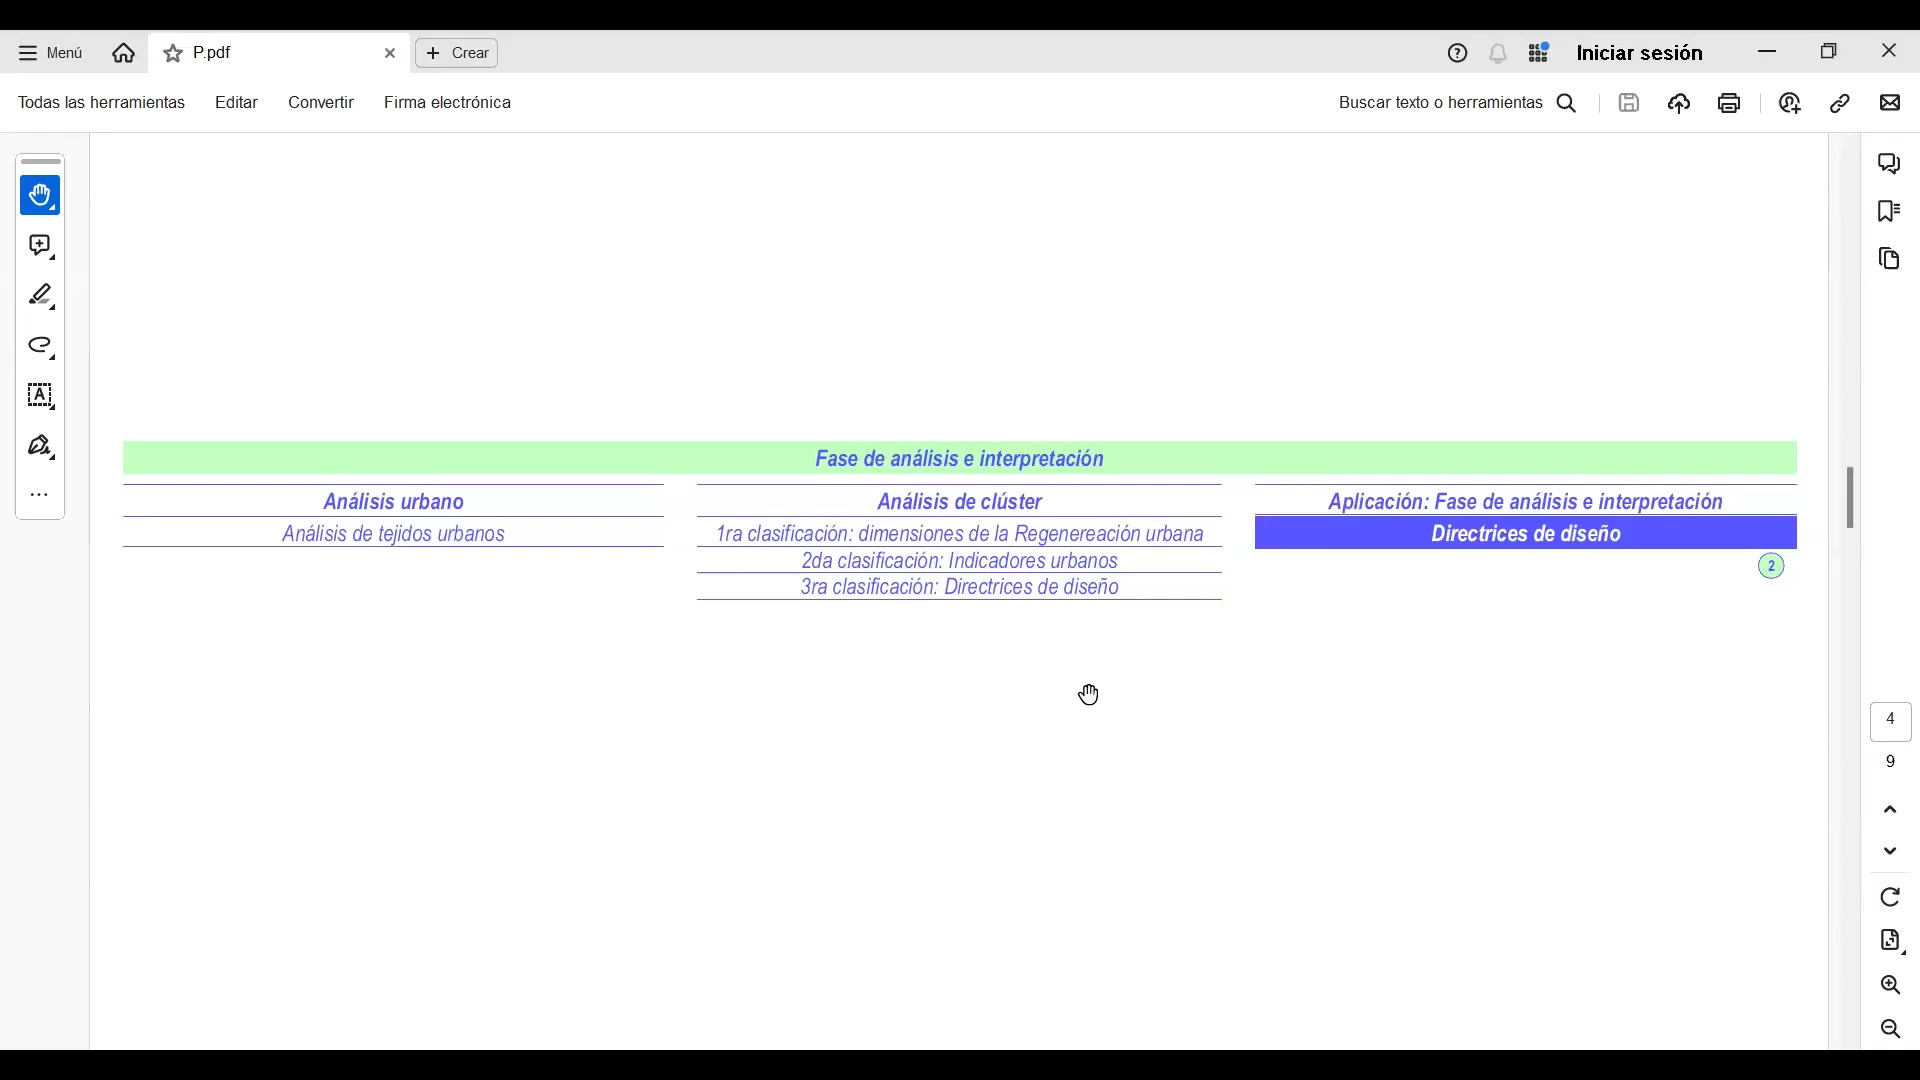 Menú
P.pdf
Crear
Iniciar sesión
Todas las herramientas
Editar
Convertir
Firma electrónica
Buscar texto o herramientas
Fase de análisis e interpretación
Análisis urbano
Análisis de tejidos urbanos
Análisis de clúster
1ra clasificación: dimensiones de la Regenereación urbana
2da clasificación: Indicadores urbanos
3ra clasificación: Directrices de diseño
Aplicación: Fase de análisis e interpretación
Directrices de diseño
2
4
9